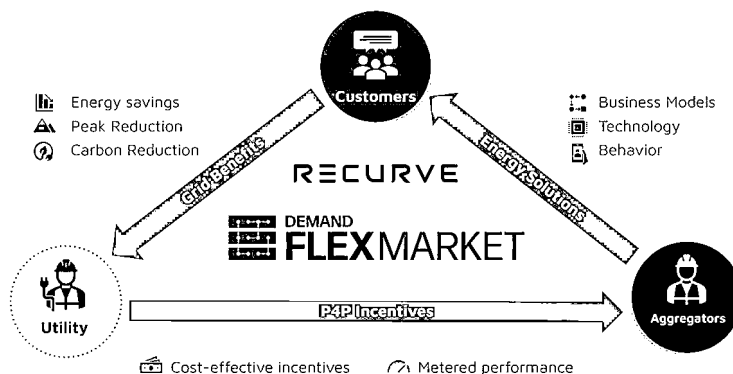 Customers
Energy savings
Peak Reduction
Carbon Reduction
Business Models
Technology
Behavior
Grid Benefits
Energy Solutions
RECURVE
DEMAND
FLEXMARKET
Utility
P4P Incentives
Aggregators
Cost-effective incentives
Metered performance